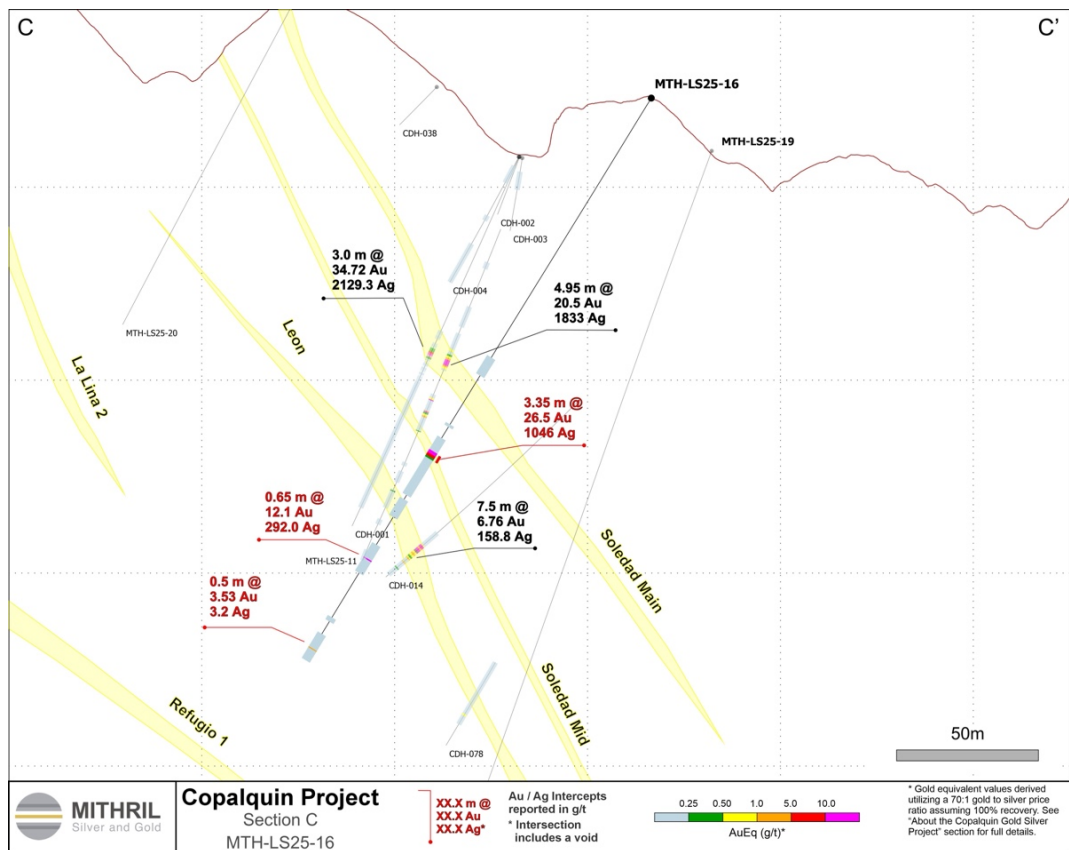 C
C'
MTH-LS25-16
CDH-038
MTH-LS25-19
CDH-002
CDH-003
3.0 m @
34.72 Au
2129.3 Ag
CDH-004
4.95 m @
20.5 Au
1833 Ag
MTH-LS25-20
Leon
La Lina 2
3.35 m @
26.5 Au
1046 Ag
0.65 m @
12.1 Au
292.0 Ag
7.5 m @
6.76 Au
158.8 Ag
CDH-001
MTH-LS25-11
CDH-014
Soledad Main
0.5 m @
3.53 Au
3.2 Ag
Soledad Mid
Refugio 1
CDH-078
50m
MITHRIL
Silver and Gold
Copalquin Project
Section C
MTH-LS25-16
XX.X m @
XX.X Au
XX.X Ag*
Au / Ag Intercepts
reported in g/t
* Intersection
includes a void
0.25 0.50 1.0 5.0 10.0
AuEq (g/t)*
* Gold equivalent values derived
utilizing a 70:1 gold to silver price
ratio assuming 100% recovery. See
"About the Copalquin Gold Silver
Project" section for full details.